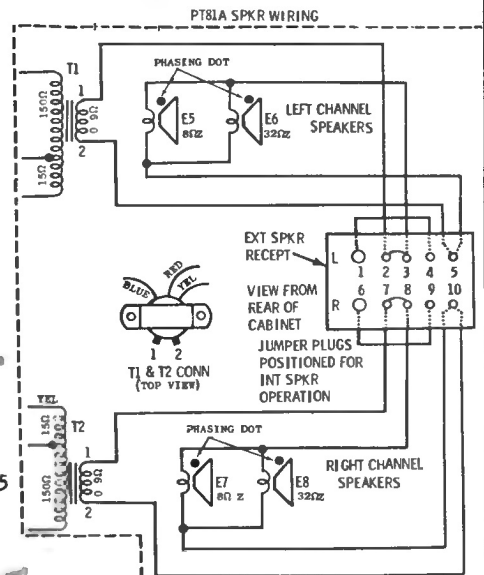 PT81A SPKR WIRING
T1
150Ω
15Ω
1
0.9Ω
2
PHASING DOT
E5
8ΩZ
E6
32ΩZ
LEFT CHANNEL
SPEAKERS
EXT SPKR
RECEPT
VIEW FROM
REAR OF
CABINET
JUMPER PLUGS
POSITIONED FOR
INT SPKR
OPERATION
L
1 2 3 4 5
6 7 8 9 10
R
BLUE
RED
YEL
1 2
T1 & T2 CONN
(TOP VIEW)
YEL
15Ω
T2
150Ω
1
0.9Ω
2
5
PHASING DOT
E7
8Ω Z
E8
32ΩZ
RIGHT CHANNEL
SPEAKERS